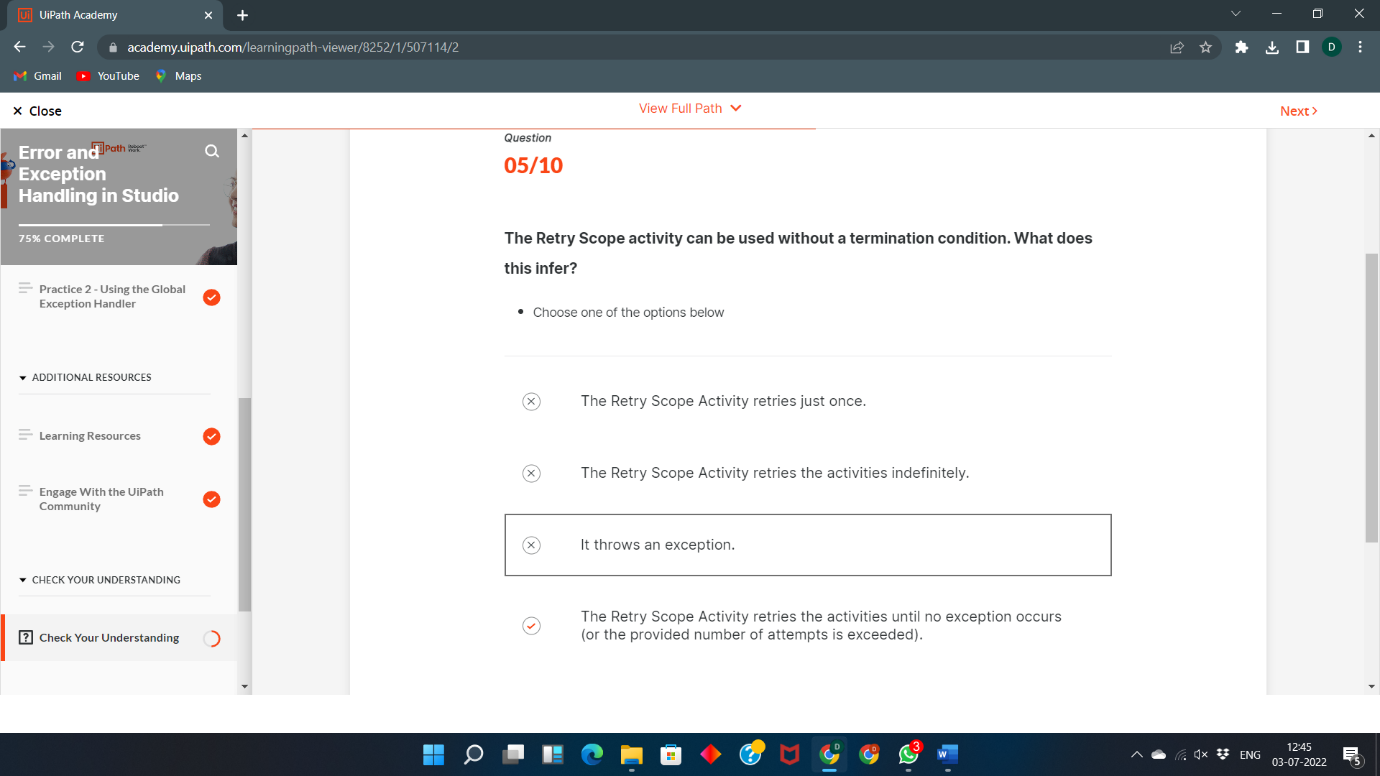 UiPath Academy
academy.uipath.com/learningpath-viewer/8252/1/507114/2
D
Gmail
YouTube
Maps
Close
View Full Path
Next
Error and
Exception
Handling in Studio
75% COMPLETE
Practice 2 - Using the Global
Exception Handler
ADDITIONAL RESOURCES
Learning Resources
Engage With the UiPath
Community
CHECK YOUR UNDERSTANDING
Check Your Understanding
Question
05/10
The Retry Scope activity can be used without a termination condition. What does
this infer?
• Choose one of the options below
The Retry Scope Activity retries just once.
The Retry Scope Activity retries the activities indefinitely.
It throws an exception.
The Retry Scope Activity retries the activities until no exception occurs
(or the provided number of attempts is exceeded).
3
ENG
12:45
03-07-2022
5